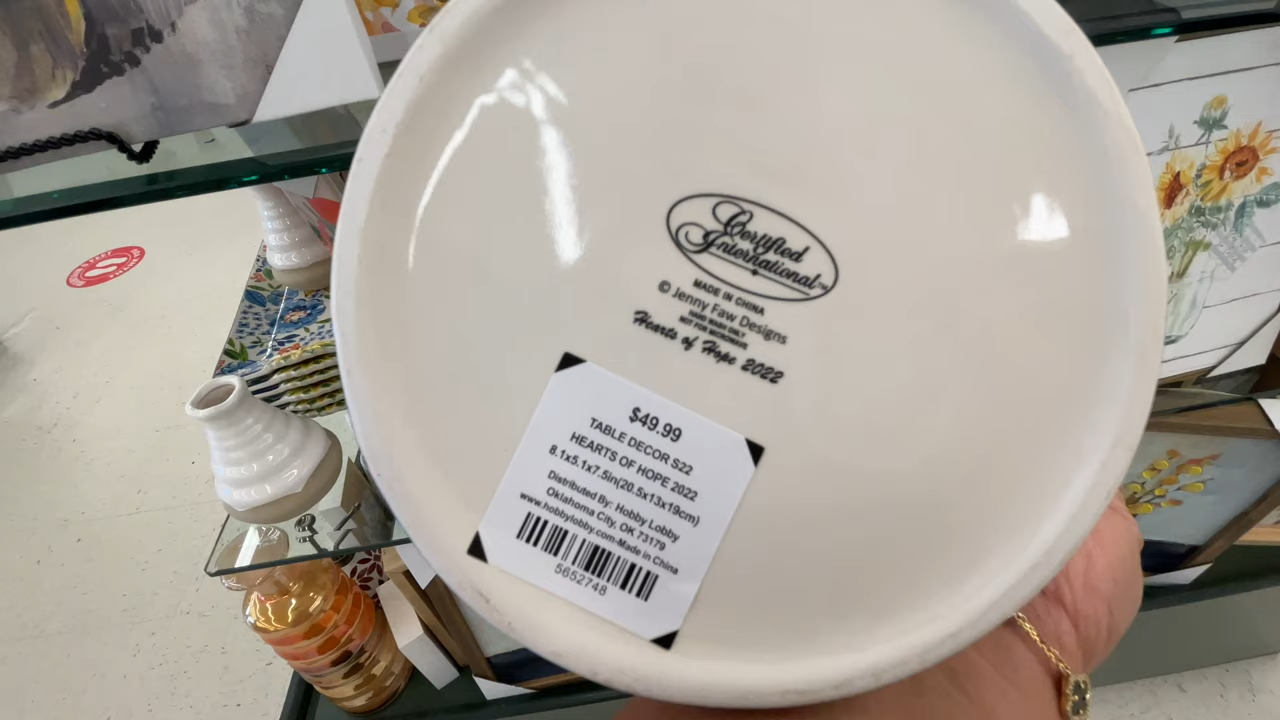 Certified
International™
MADE IN CHINA
© Jenny Faw Designs
HAND WASH ONLY
NOT FOR MICROWAVE
Hearts of Hope 2022
$49.99
TABLE DECOR S22
HEARTS OF HOPE 2022
8.1x5.1x7.5in(20.5x13x19cm)
Distributed By: Hobby Lobby
Oklahoma City, OK 73179
www.hobbylobby.com-Made in China
5652748